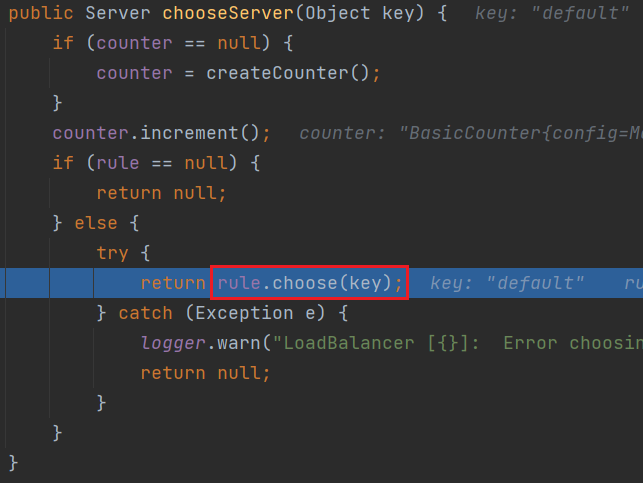 public Server chooseServer(Object key) { key: "default"
if (counter == null) {
counter = createCounter();
}
counter.increment(); counter: "BasicCounter{config=M
if (rule == null) {
return null;
} else {
try {
return rule.choose(key); key: "default" ru
} catch (Exception e) {
logger.warn("LoadBalancer [{}]: Error choosin
return null;
}
}
}